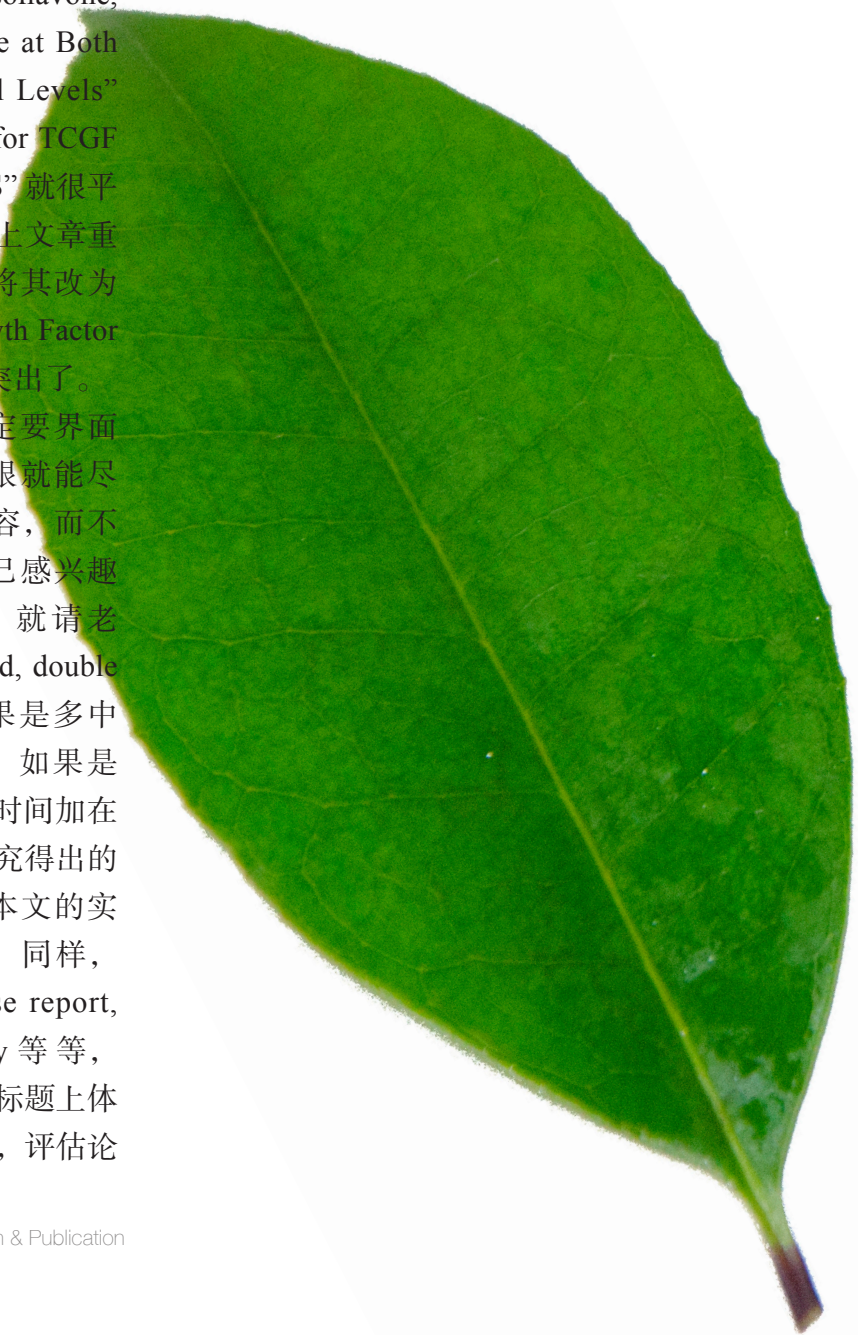 e at Both
Levels”
for TCGF
” 就很平
上文章重
将其改为
th Factor
突出了。
定要界面
眼就能尽
容，而不
己感兴趣
就请老
d, double
果是多中
如果是
时间加在
究得出的
本文的实
同样，
se report,
y 等 等，
标题上体
，评估论
n & Publication